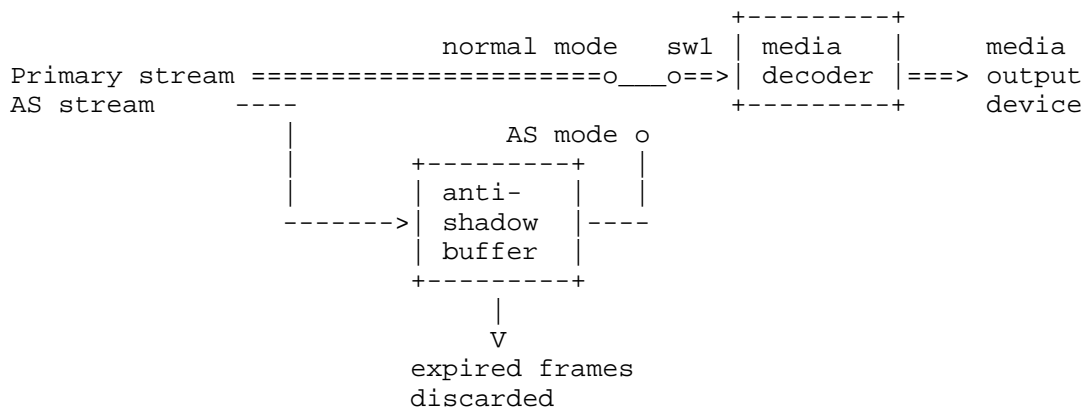 normal mode sw1 media media
Primary stream decoder output
AS stream device
AS mode
anti-
shadow
buffer
V
expired frames
discarded